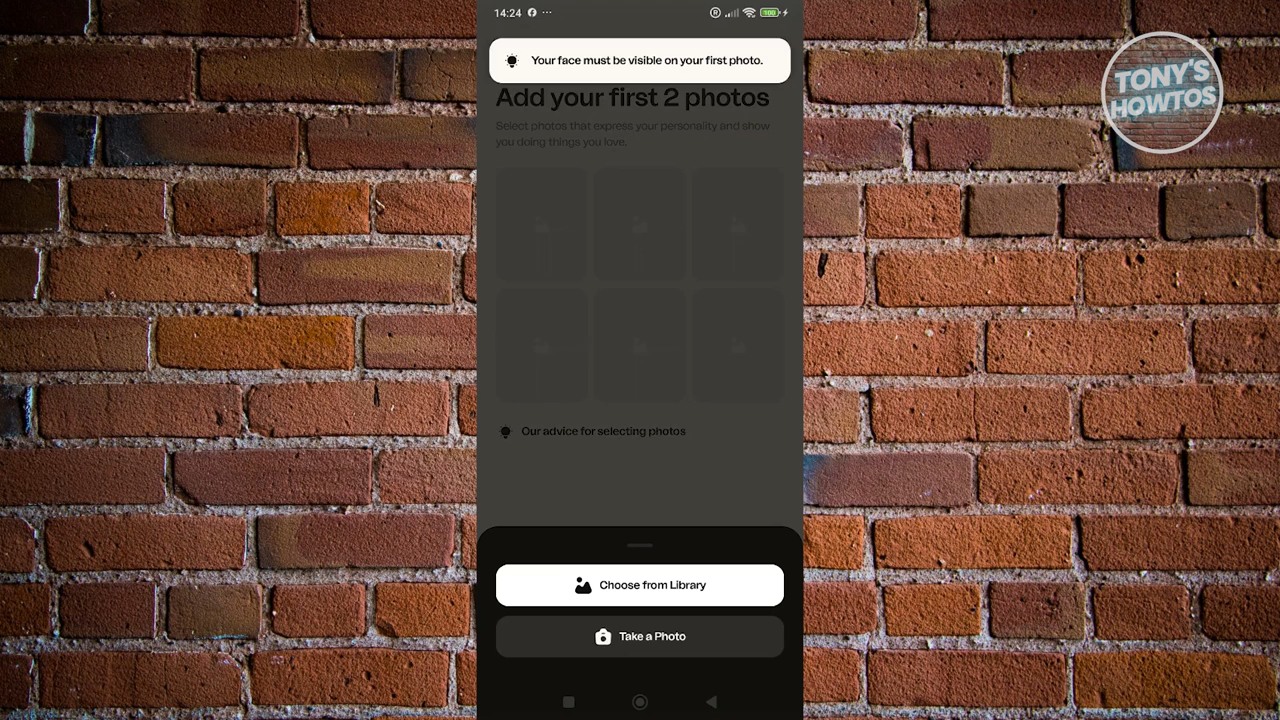 14:24
100
TONY'S
HOWTOS
Your face must be visible on your first photo.
Add your first 2 photos
Select photos that express your personality and show
you doing things you love.
Our advice for selecting photos
Choose from Library
Take a Photo